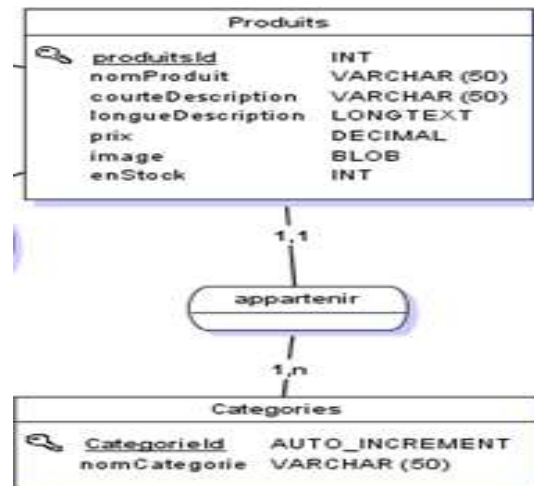 Produits
produitsId INT
nomProduit VARCHAR (50)
courteDescription VARCHAR (50)
longueDescription LONGTEXT
prix DECIMAL
image BLOB
enStock INT
1,1
appartenir
1,n
Categories
CategorieId AUTO_INCREMENT
nomCategorie VARCHAR (50)